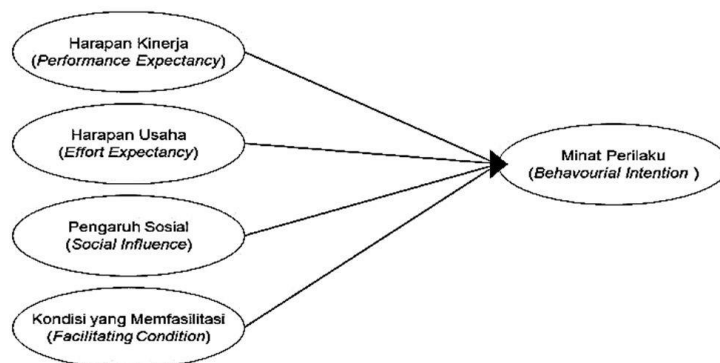 Harapan Kinerja
(Performance Expectancy)
Harapan Usaha
(Effort Expectancy)
Pengaruh Sosial
(Social Influence)
Kondisi yang Memfasilitasi
(Facilitating Condition)
Minat Perilaku
(Behavourial Intention )